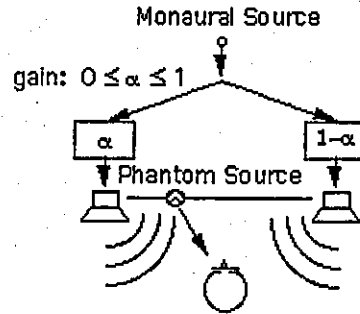 Monaural Source
gain: 0 ≤ α ≤ 1
α
1-α
Phantom Source